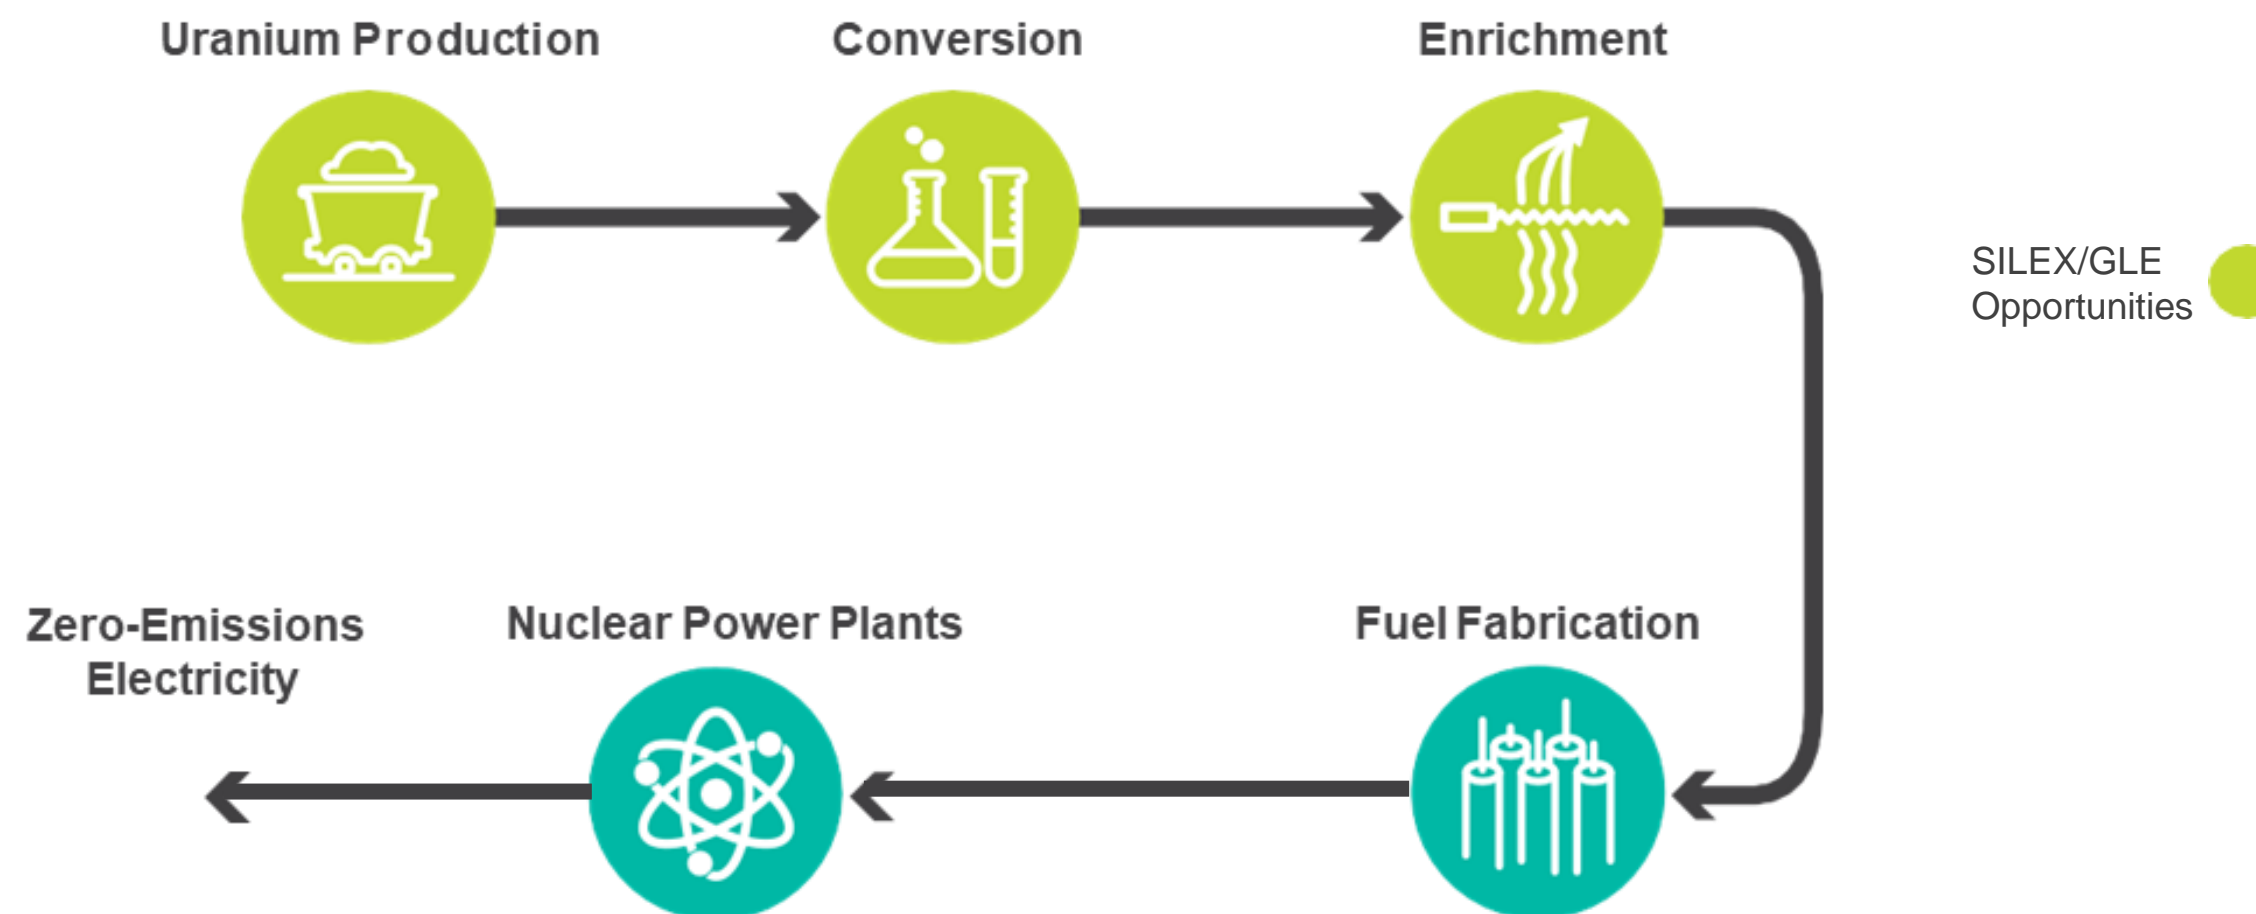 Uranium Production
Conversion
Enrichment
SILEX/GLE
Opportunities
Zero-Emissions
Electricity
Nuclear Power Plants
Fuel Fabrication